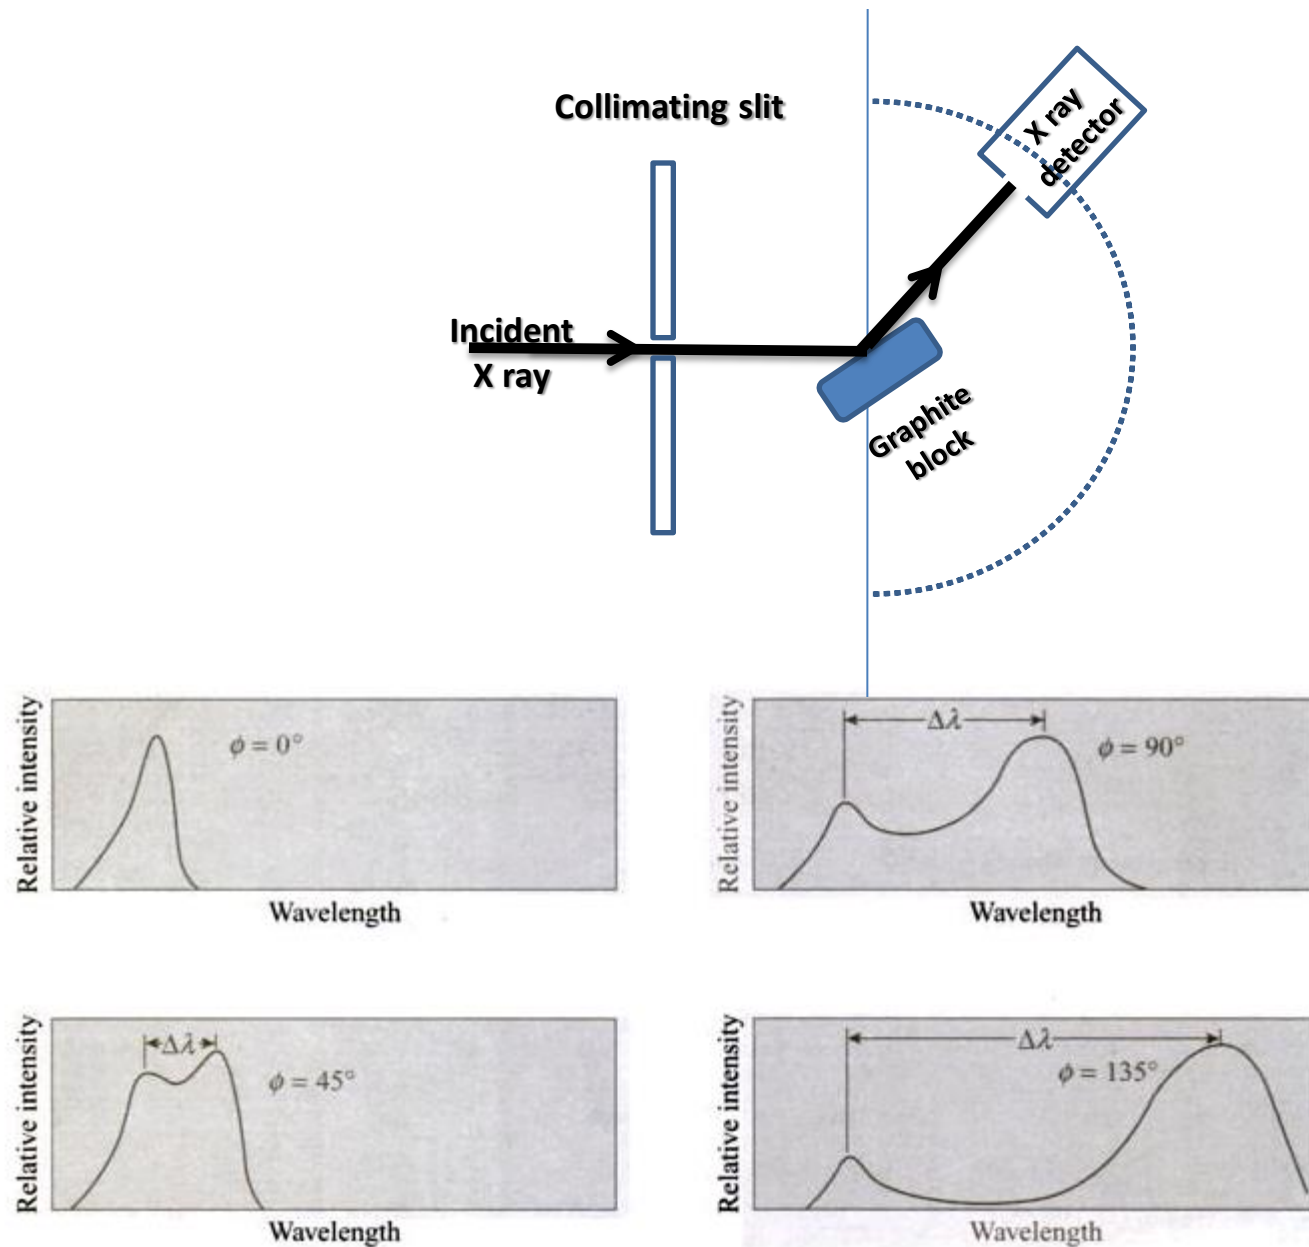 Collimating slit
X ray
detector
Incident
X ray
Graphite
block
Relative intensity
ϕ = 0°
Wavelength
Relative intensity
Δλ
ϕ = 90°
Wavelength
Relative intensity
Δλ
ϕ = 45°
Wavelength
Relative intensity
Δλ
ϕ = 135°
Wavelength